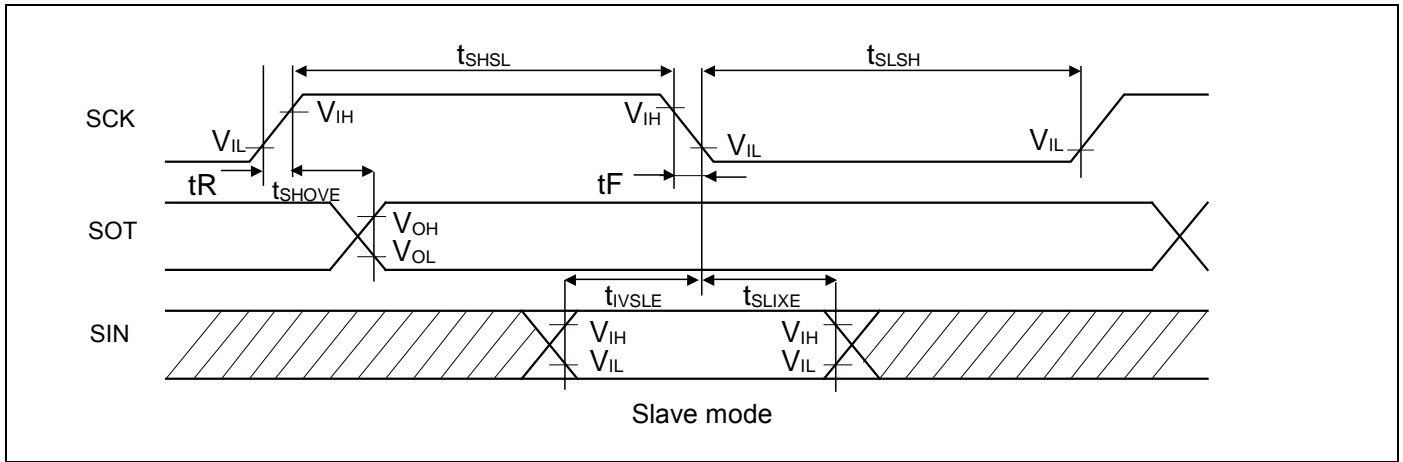 tSHSL
tSLSH
SCK
VIH
VIH
VIL
VIL
VIL
tR
tSHOVE
tF
SOT
VOH
VOL
tIVSLE
tSLIXE
SIN
VIH
VIH
VIL
VIL
Slave mode